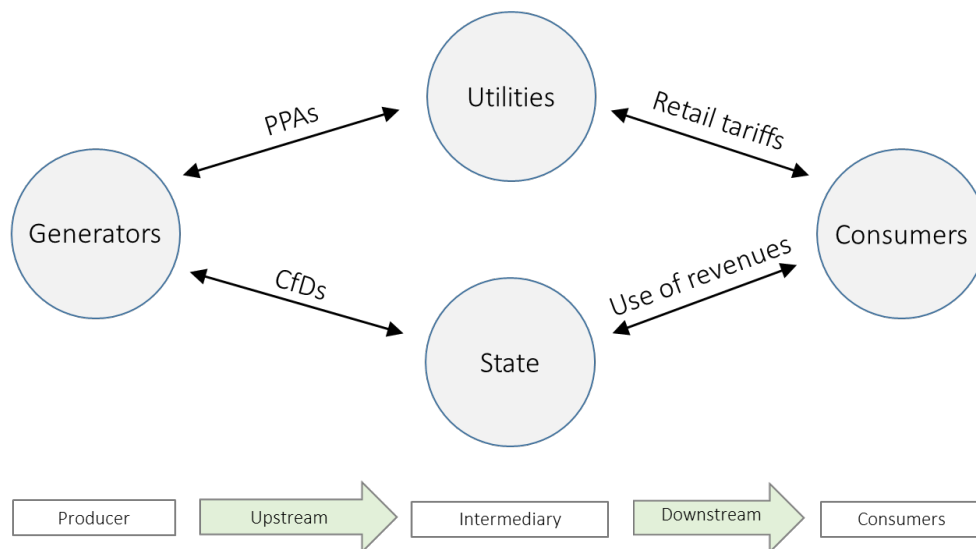 Utilities
PPAs
Retail tariffs
Generators
Consumers
CfDs
Use of revenues
State
Producer
Upstream
Intermediary
Downstream
Consumers